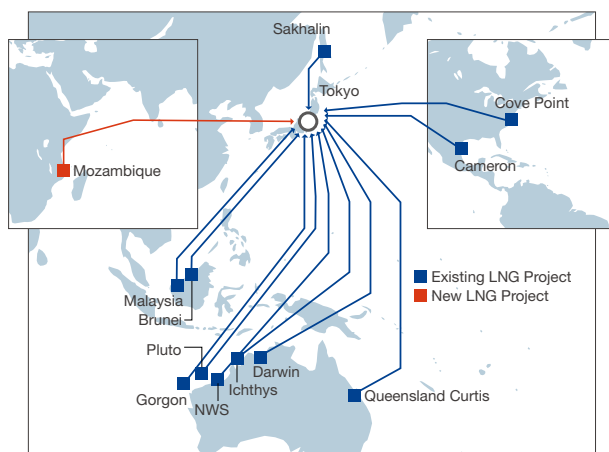 Sakhalin
Tokyo
Cove Point
Cameron
Mozambique
Existing LNG Project
New LNG Project
Malaysia
Brunei
Pluto
Darwin
Ichthys
Gorgon
NWS
Queensland Curtis